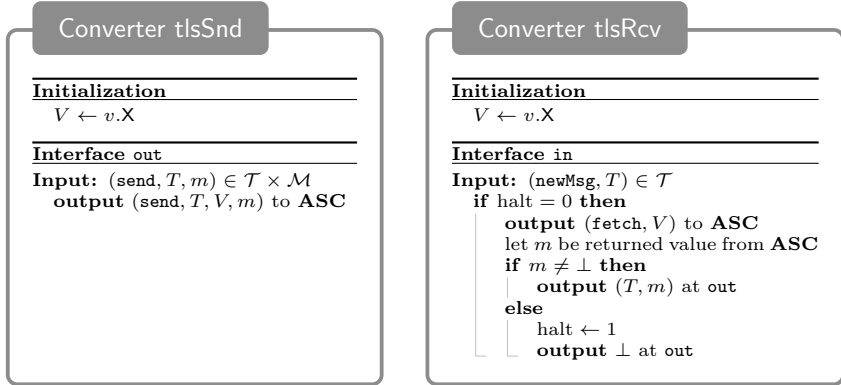 Converter tlsSnd
Initialization
V ← v.X
Interface out
Input: (send, T, m) ∈ 𝒯 × ℳ
output (send, T, V, m) to ASC
Converter tlsRcv
Initialization
V ← v.X
Interface in
Input: (newMsg, T) ∈ 𝒯
if halt = 0 then
output (fetch, V) to ASC
let m be returned value from ASC
if m ≠ ⊥ then
output (T, m) at out
else
halt ← 1
output ⊥ at out